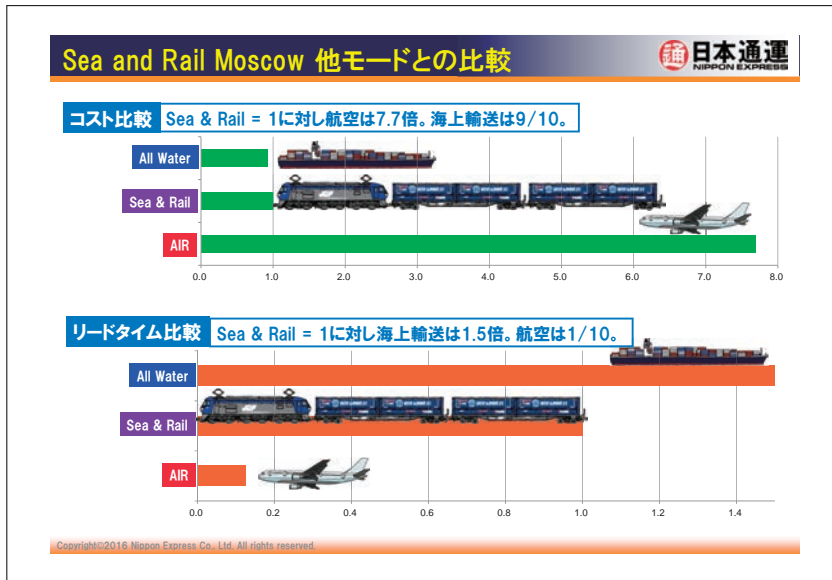 Sea and Rail Moscow 他モードとの比較
通 日本通運
NIPPON EXPRESS
コスト比較 Sea & Rail = 1に対し航空は7.7倍。海上輸送は9/10。
All Water
Sea & Rail
AIR
0.0 1.0 2.0 3.0 4.0 5.0 6.0 7.0 8.0
リードタイム比較 Sea & Rail = 1に対し海上輸送は1.5倍。航空は1/10。
All Water
Sea & Rail
AIR
0.0 0.2 0.4 0.6 0.8 1.0 1.2 1.4
Copyright©2016 Nippon Express Co., Ltd. All rights reserved.